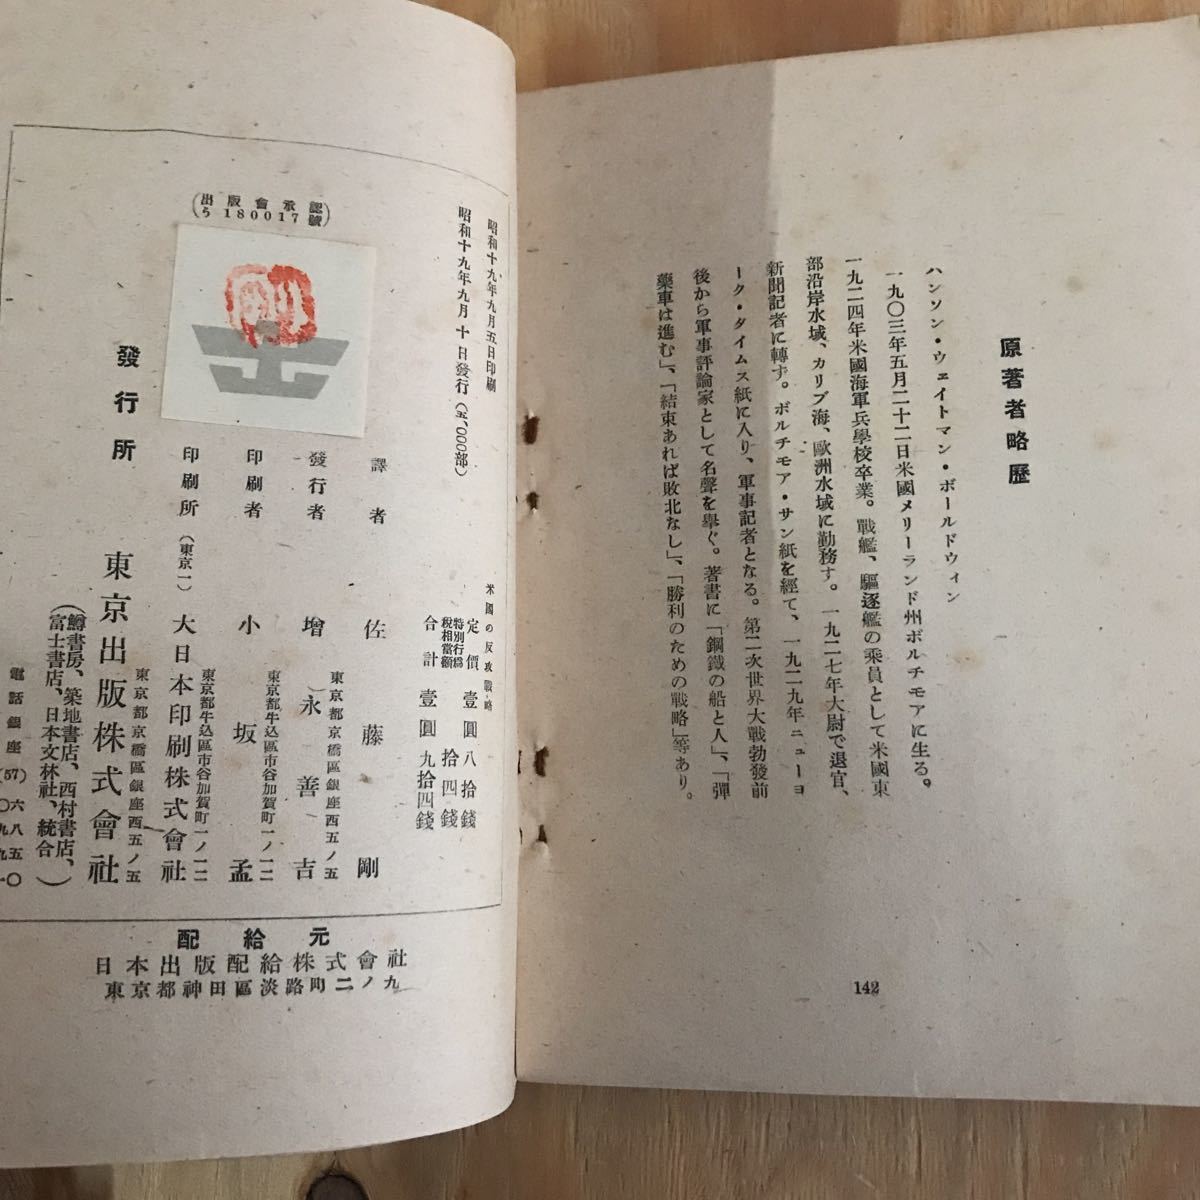 原著者略歴
ハンソン・ウェイトマン・ボールドウィン
一九〇三年五月二十二日米國メリーランド州ボルチモアに生る。
一九二四年米國海軍兵學校卒業。戰艦、驅逐艦の乘員として米國東
部沿岸水域、カリブ海、歐洲水域に勤務す。一九二七年大尉で退官、
新聞記者に轉ず。ボルチモア・サン紙を經て、一九二九年ニューヨ
ーク・タイムス紙に入り、軍事記者となる。第二次世界大戰勃發前
後から軍事評論家として名聲を擧ぐ。著書に「鋼鐵の船と人」、「彈
藥車は進む」、「結束あれば敗北なし」、「勝利のための戰略」等あり。
142
昭和十九年九月五日印刷
昭和十九年九月十日發行(五、〇〇〇部)
(出版會承認
う180017號)
剛
米國の反攻戰略
定價 壹圓八拾錢
特別行爲
稅相當額 拾四錢
合計 壹圓九拾四錢
譯者 佐藤剛
東京都京橋區銀座西五ノ五
發行者 增永善吉
東京都牛込區市谷加賀町一ノ一二
印刷者 小坂孟
東京都牛込區市谷加賀町一ノ一二
印刷所(東京一) 大日本印刷株式會社
東京都京橋區銀座西五ノ五
發行所 東京出版株式會社
(鱒書房、築地書店、西村書店、
富士書店、日本文林社、統合)
電話銀座(57)六八五〇
〇九九一
配給元
日本出版配給株式會社
東京都神田區淡路町二ノ九